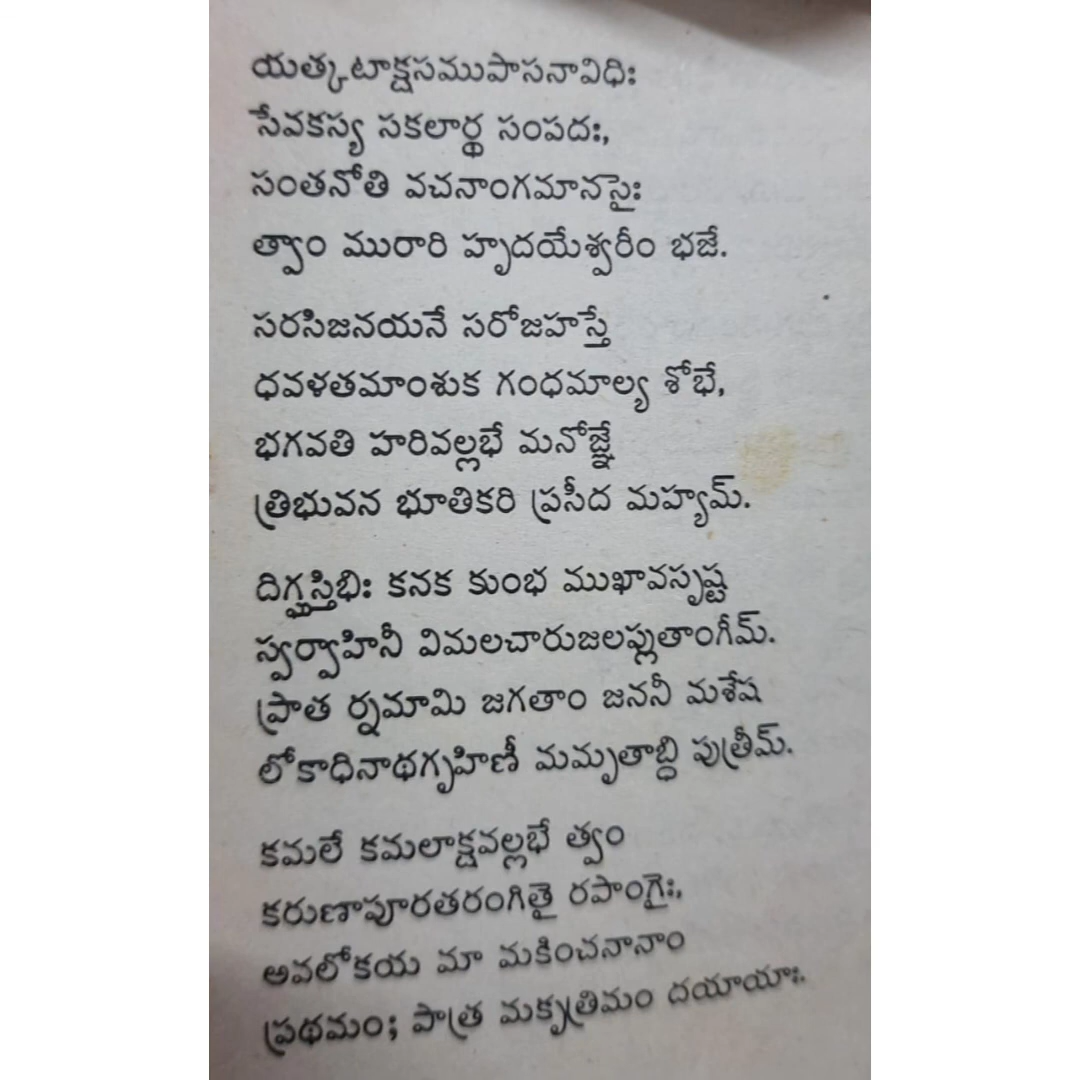 యత్కటాక్షసముపాసనావిధిః
సేవకస్య సకలార్థ సంపదః,
సంతనోతి వచనాంగమానసైః
త్వాం మురారి హృదయేశ్వరీం భజే.
సరసిజనయనే సరోజహస్తే
ధవళతమాంశుక గంధమాల్య శోభే,
భగవతి హరివల్లభే మనోజ్ఞే
త్రిభువన భూతికరి ప్రసీద మహ్యమ్.
దిగ్ఘస్తిభిః కనక కుంభ ముఖావసృష్ట
స్వర్వాహినీ విమలచారుజలప్లుతాంగీమ్.
ప్రాత ర్నమామి జగతాం జననీ మశేష
లోకాధినాథగృహిణీ మమృతాబ్ధి పుత్రీమ్.
కమలే కమలాక్షవల్లభే త్వం
కరుణాపూరతరంగితై రపాంగైః,
అవలోకయ మా మకించనానాం
ప్రథమం; పాత్ర మకృత్రిమం దయాయాః.